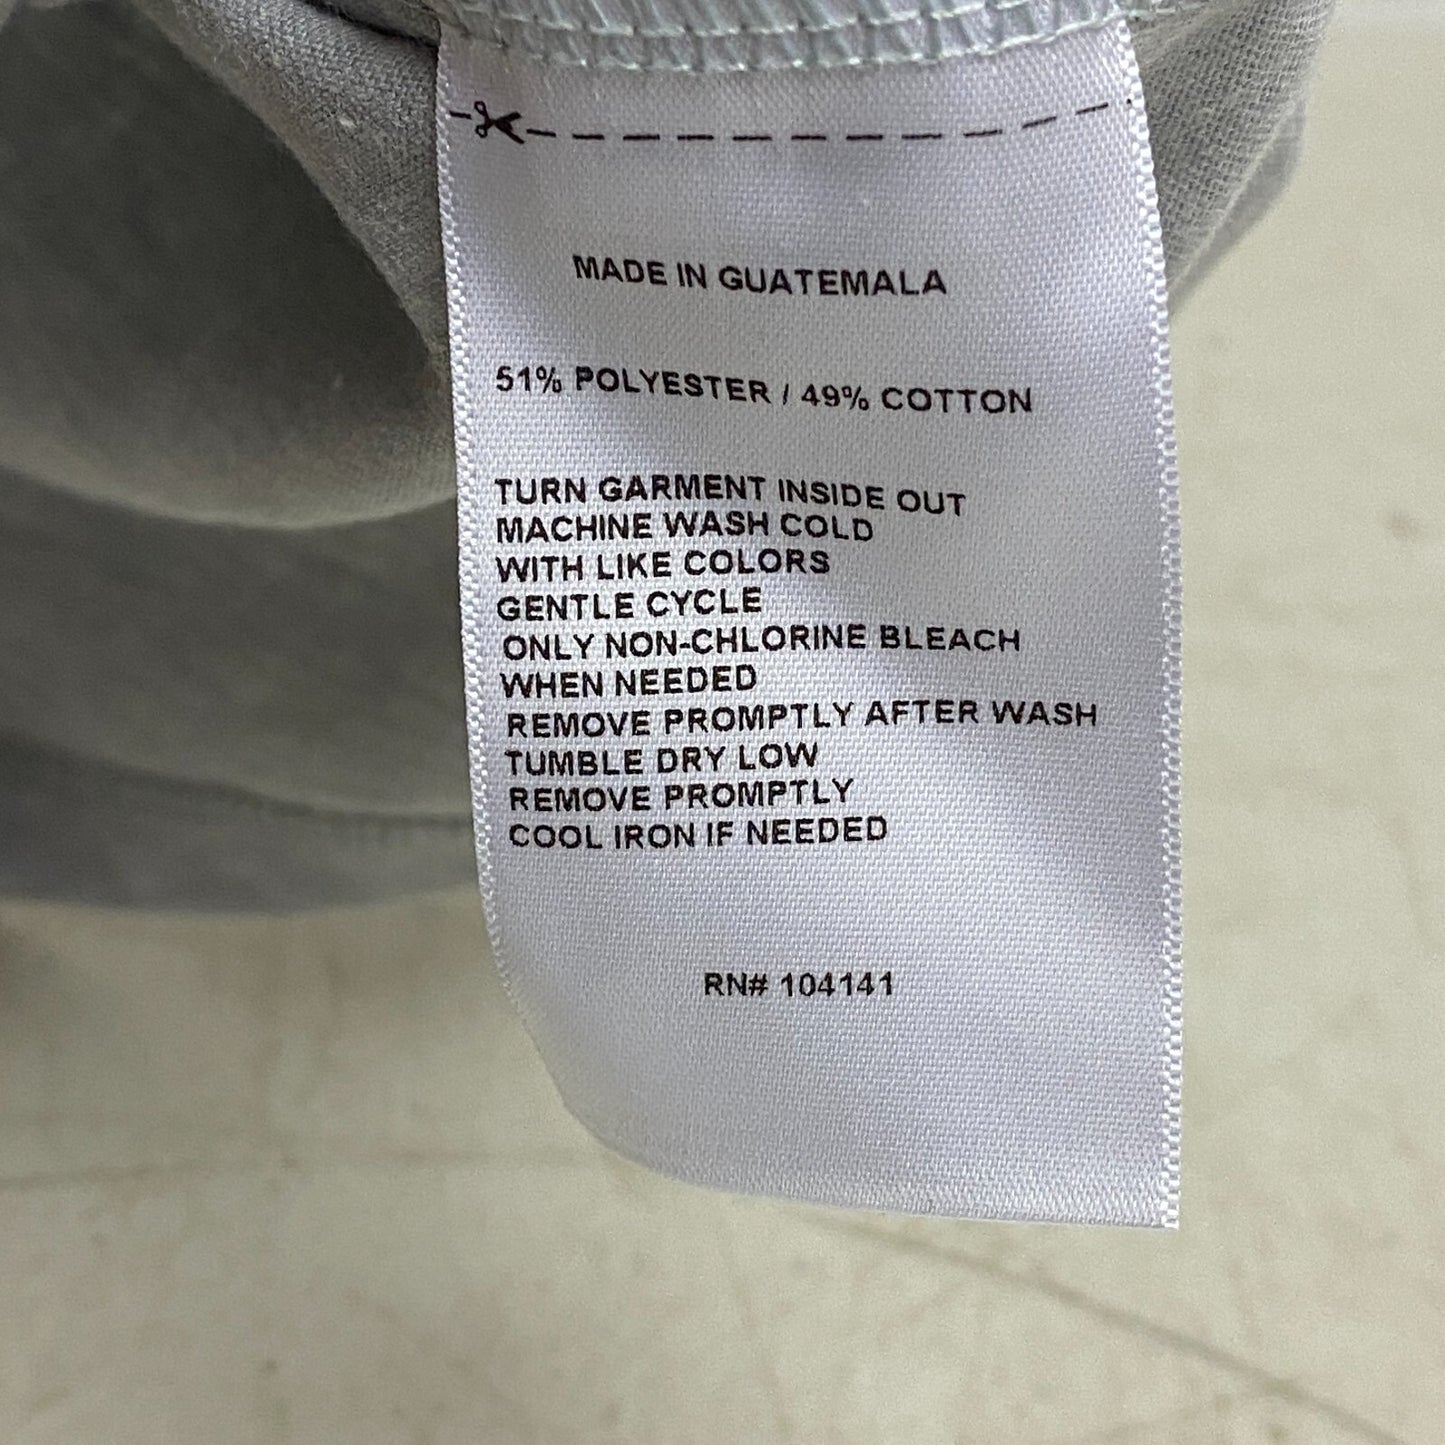 MADE IN GUATEMALA
51% POLYESTER / 49% COTTON
TURN GARMENT INSIDE OUT
MACHINE WASH COLD
WITH LIKE COLORS
GENTLE CYCLE
ONLY NON-CHLORINE BLEACH
WHEN NEEDED
REMOVE PROMPTLY AFTER WASH
TUMBLE DRY LOW
REMOVE PROMPTLY
COOL IRON IF NEEDED
RN# 104141